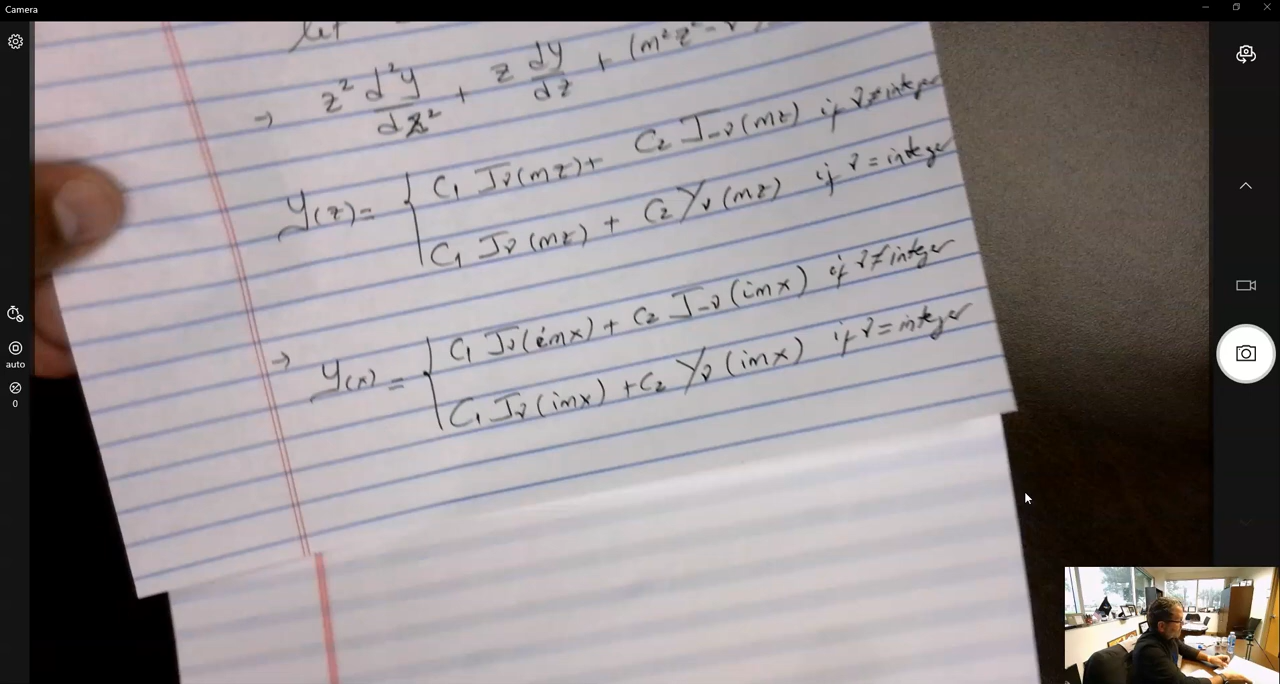 Camera
let
→ z² d²y/dz² + z dy/dz + (m²z² - ν
y(z) = { C₁ Jν(mz) + C₂ J-ν(mz) if ν≠integer
C₁ Jν(mz) + C₂ Yν(mz) if ν = integer
→ y(x) = { C₁ Jν(imx) + C₂ J-ν(imx) if ν≠integer
C₁ Jν(imx) + C₂ Yν(imx) if ν = integer
auto
0